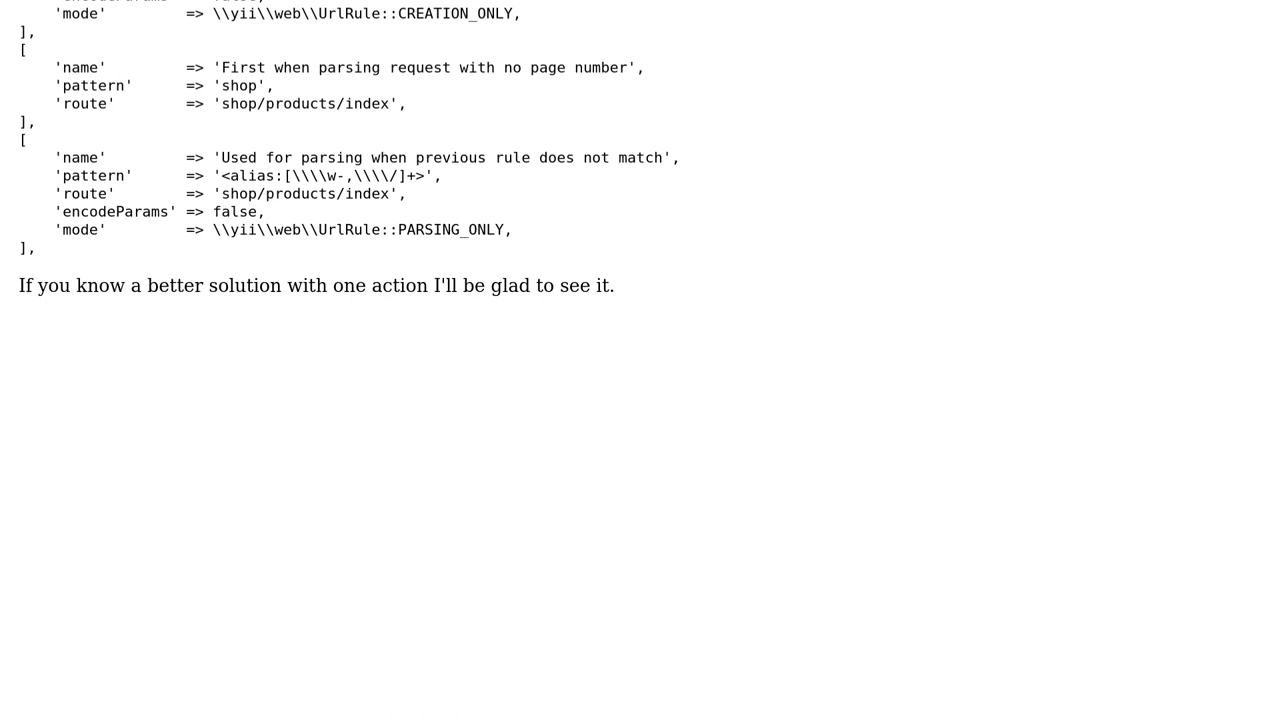 'mode'         => \\yii\\web\\UrlRule::CREATION_ONLY,
],
[
    'name'         => 'First when parsing request with no page number',
    'pattern'      => 'shop',
    'route'        => 'shop/products/index',
],
[
    'name'         => 'Used for parsing when previous rule does not match',
    'pattern'      => '<alias:[\\\\w-,\\\\/]+>',
    'route'        => 'shop/products/index',
    'encodeParams' => false,
    'mode'         => \\yii\\web\\UrlRule::PARSING_ONLY,
],
If you know a better solution with one action I'll be glad to see it.